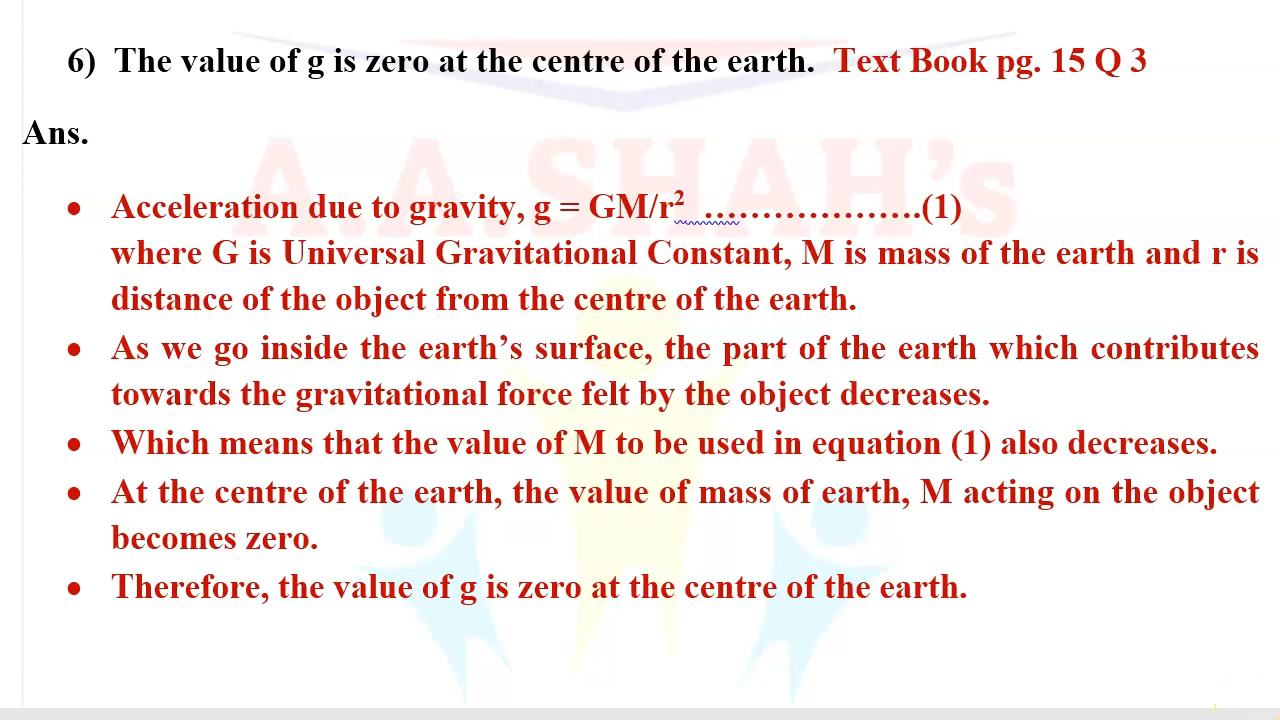 6) The value of g is zero at the centre of the earth. Text Book pg. 15 Q 3
Ans.
A.A.SHAH's
• Acceleration due to gravity, g = GM/r² ………………….(1)
where G is Universal Gravitational Constant, M is mass of the earth and r is
distance of the object from the centre of the earth.
• As we go inside the earth’s surface, the part of the earth which contributes
towards the gravitational force felt by the object decreases.
• Which means that the value of M to be used in equation (1) also decreases.
• At the centre of the earth, the value of mass of earth, M acting on the object
becomes zero.
• Therefore, the value of g is zero at the centre of the earth.